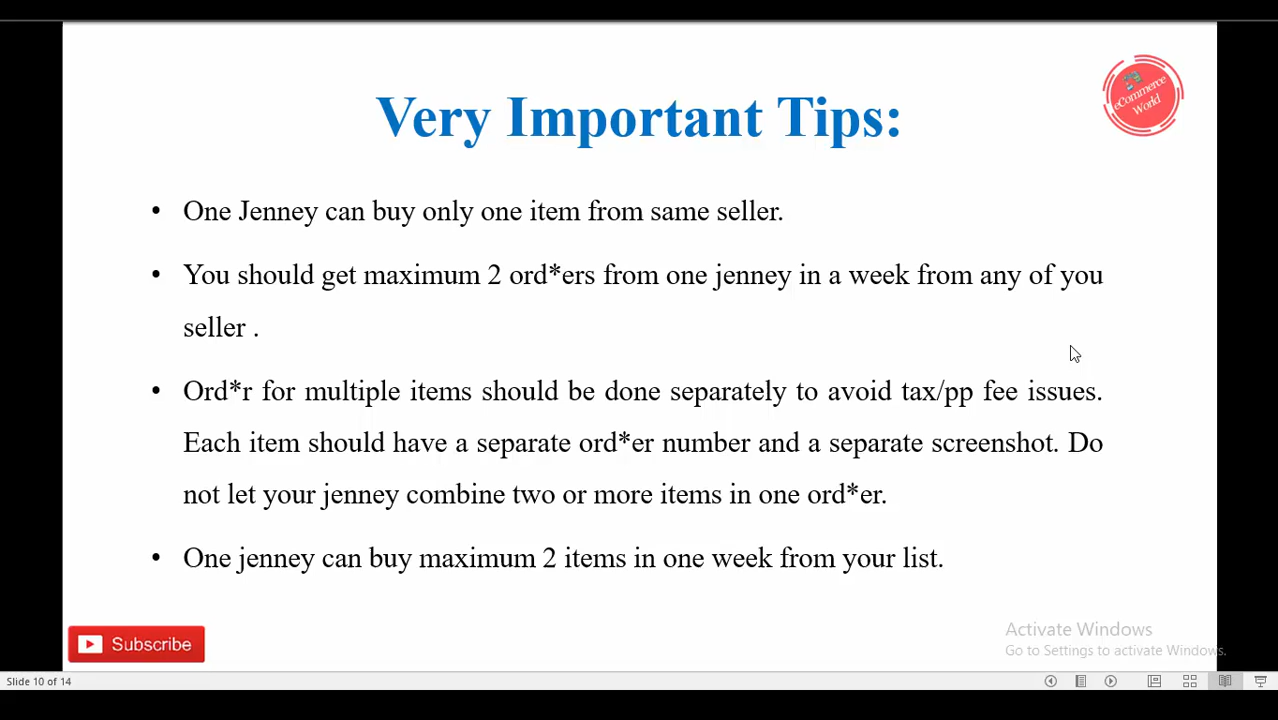 Very Important Tips:
eCommerce
World
• One Jenney can buy only one item from same seller.
• You should get maximum 2 ord*ers from one jenney in a week from any of you
seller .
• Ord*r for multiple items should be done separately to avoid tax/pp fee issues.
Each item should have a separate ord*er number and a separate screenshot. Do
not let your jenney combine two or more items in one ord*er.
• One jenney can buy maximum 2 items in one week from your list.
Subscribe
Activate Windows
Go to Settings to activate Windows.
Slide 10 of 14